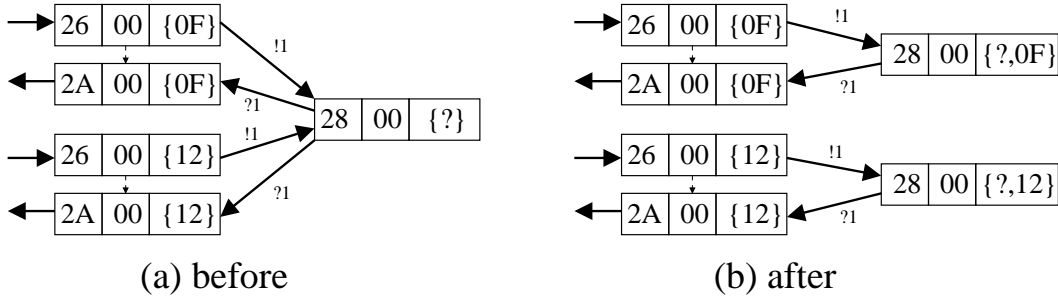 26 00 {0F}
!1
2A 00 {0F}
?1
28 00 {?}
26 00 {12}
!1
2A 00 {12}
?1
(a) before
26 00 {0F}
!1
28 00 {?,0F}
2A 00 {0F}
?1
26 00 {12}
!1
28 00 {?,12}
2A 00 {12}
?1
(b) after